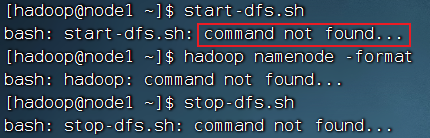 [hadoop@node1 ~]$ start-dfs.sh
bash: start-dfs.sh: command not found...
[hadoop@node1 ~]$ hadoop namenode -format
bash: hadoop: command not found...
[hadoop@node1 ~]$ stop-dfs.sh
bash: stop-dfs.sh: command not found...